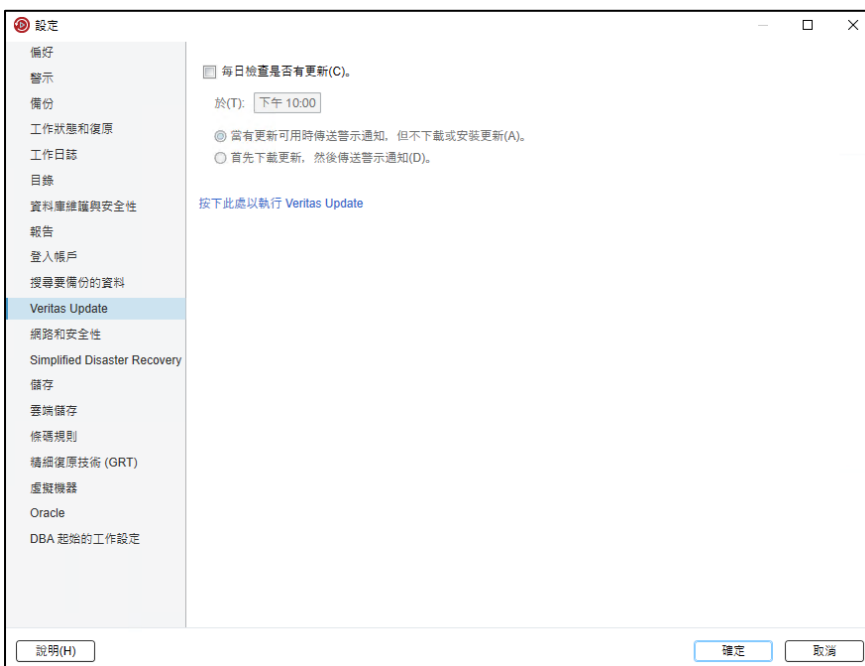 設定
偏好
警示
備份
工作狀態和復原
工作日誌
目錄
資料庫維護與安全性
報告
登入帳戶
搜尋要備份的資料
Veritas Update
網路和安全性
Simplified Disaster Recovery
儲存
雲端儲存
條碼規則
精細復原技術 (GRT)
虛擬機器
Oracle
DBA 起始的工作設定
每日檢查是否有更新(C)。
於(T): 下午 10:00
當有更新可用時傳送警示通知，但不下載或安裝更新(A)。
首先下載更新，然後傳送警示通知(D)。
按下此處以執行 Veritas Update
說明(H)
確定
取消